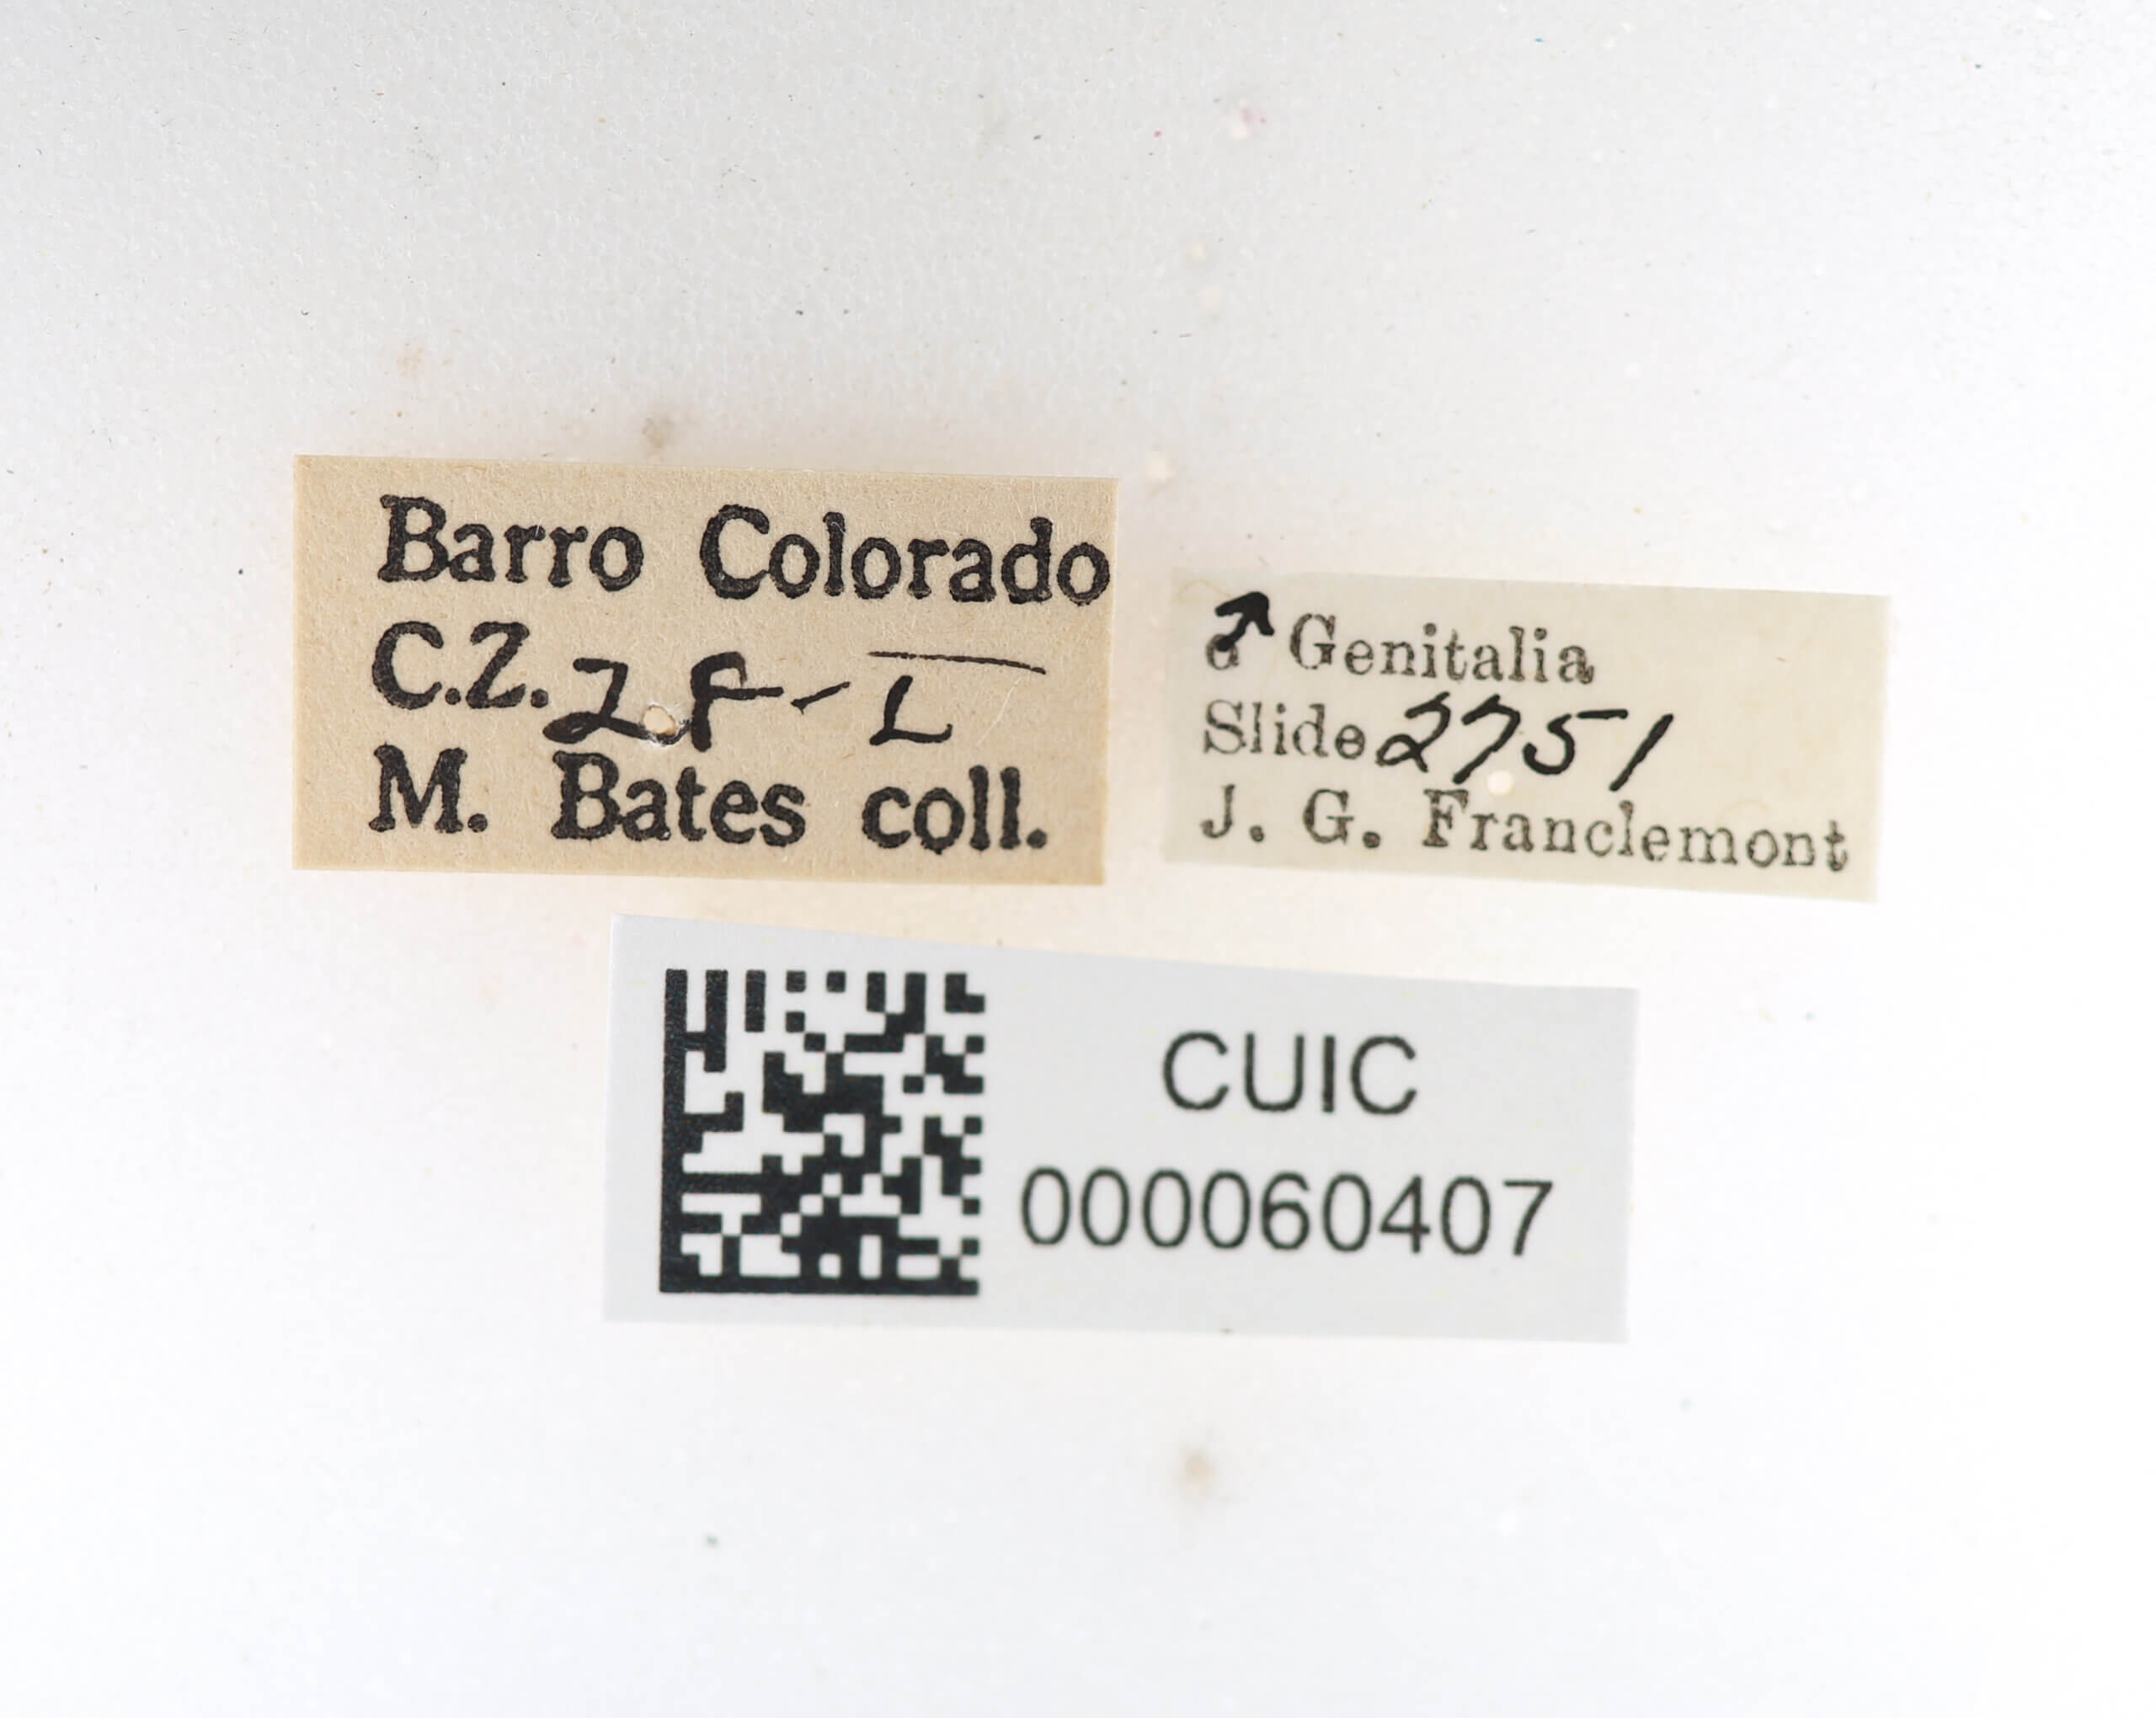 Barro Colorado
C.Z. 28-I
M. Bates coll.
♂ Genitalia
Slide 2751
J. G. Franclemont
CUIC
000060407